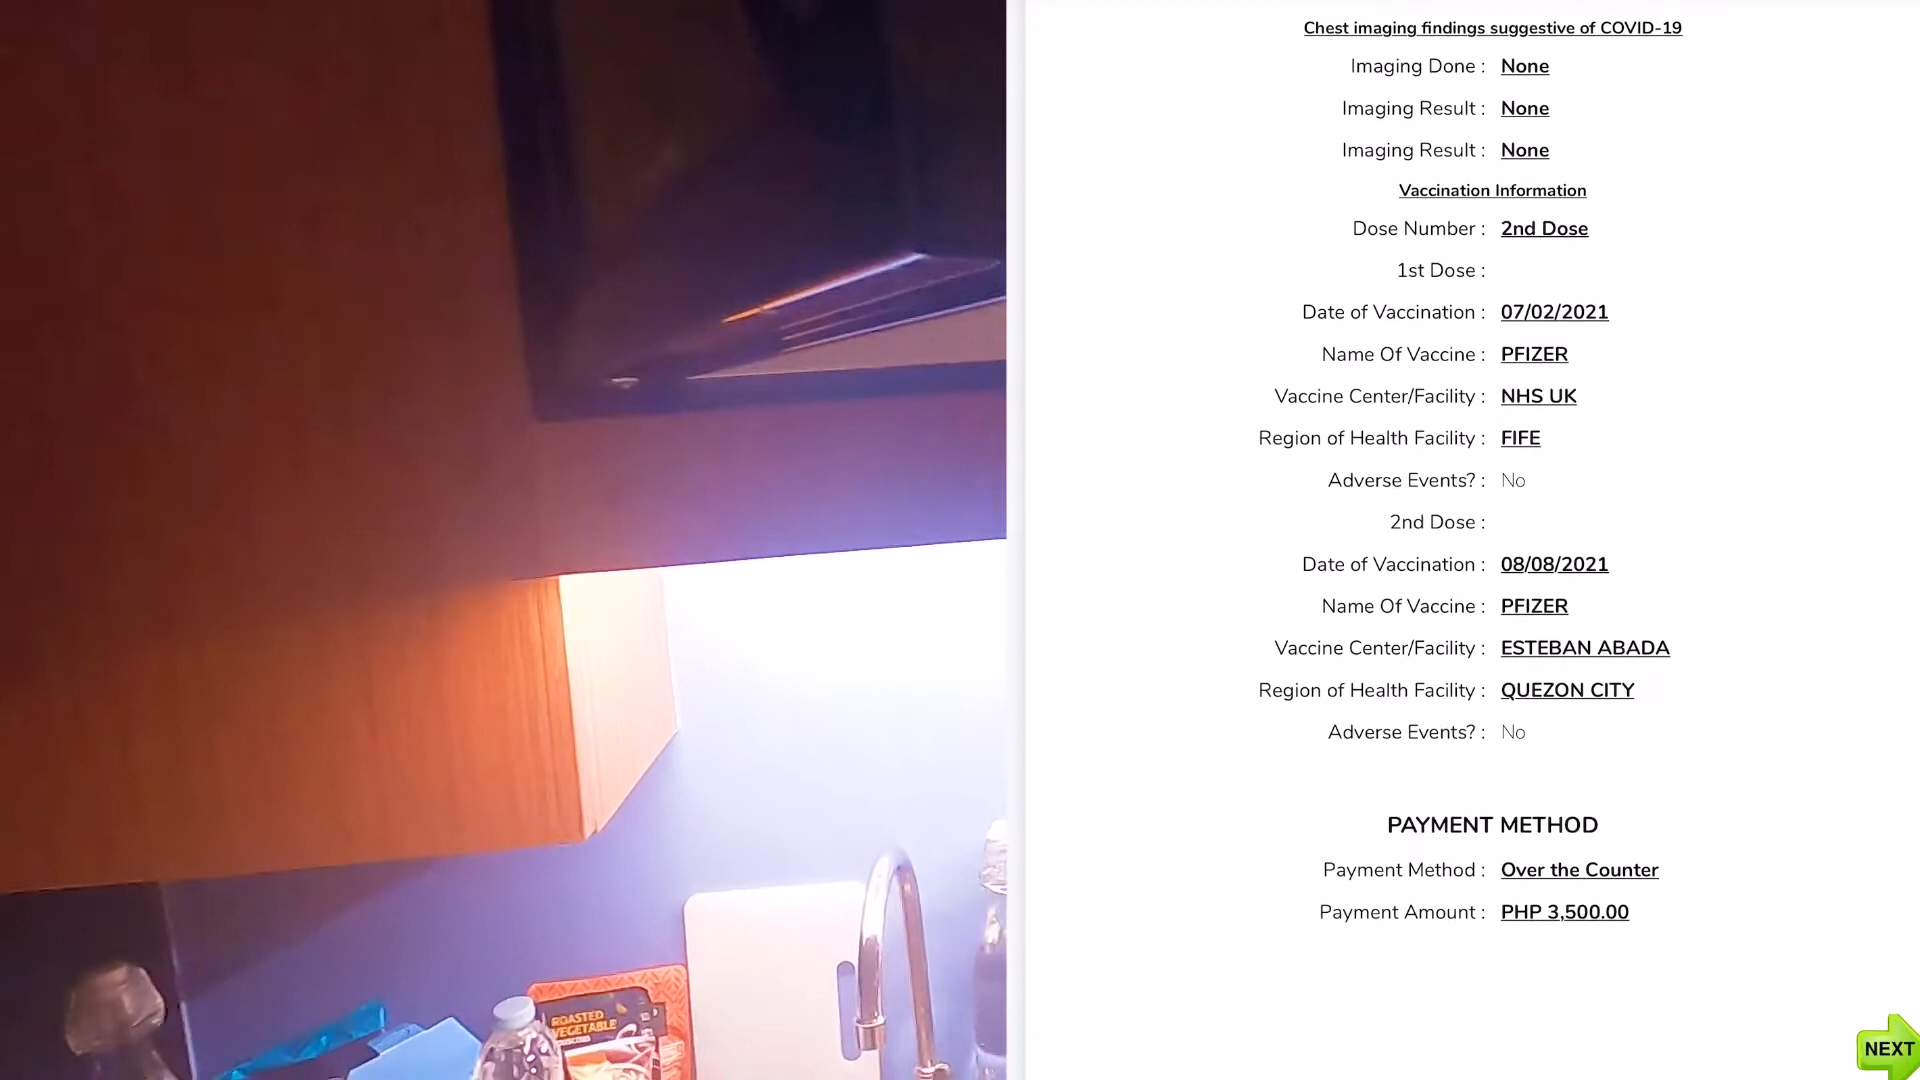 Chest imaging findings suggestive of COVID-19
Imaging Done : None
Imaging Result : None
Imaging Result : None
Vaccination Information
Dose Number : 2nd Dose
1st Dose :
Date of Vaccination : 07/02/2021
Name Of Vaccine : PFIZER
Vaccine Center/Facility : NHS UK
Region of Health Facility : FIFE
Adverse Events? : No
2nd Dose :
Date of Vaccination : 08/08/2021
Name Of Vaccine : PFIZER
Vaccine Center/Facility : ESTEBAN ABADA
Region of Health Facility : QUEZON CITY
Adverse Events? : No
PAYMENT METHOD
Payment Method : Over the Counter
Payment Amount : PHP 3,500.00
NEXT
ROASTED
VEGETABLE